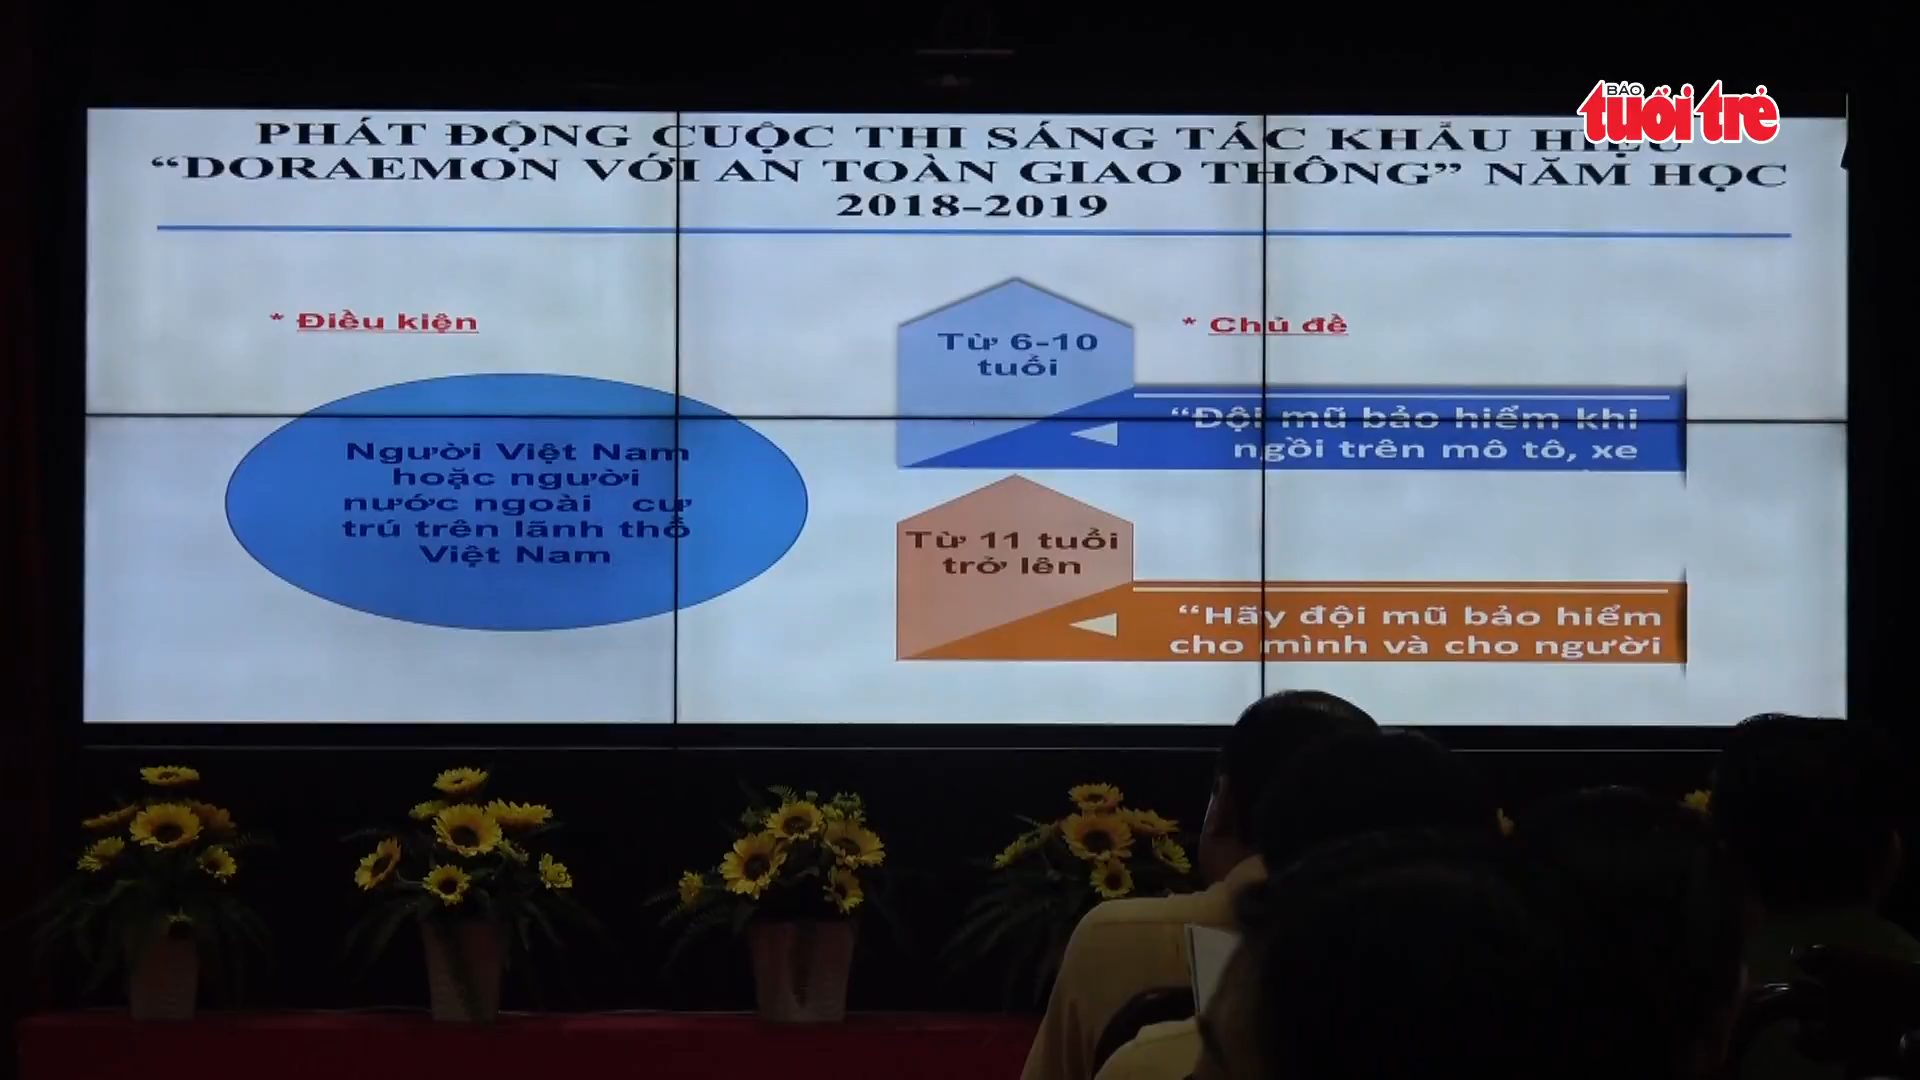 BÁO
tuổi trẻ
PHÁT ĐỘNG CUỘC THI SÁNG TÁC KHẨU HIỆU
“DORAEMON VỚI AN TOÀN GIAO THÔNG” NĂM HỌC
2018-2019
* Điều kiện
Người Việt Nam
hoặc người
nước ngoài cư
trú trên lãnh thổ
Việt Nam
* Chủ đề
Từ 6-10
tuổi
“Đội mũ bảo hiểm khi
ngồi trên mô tô, xe
Từ 11 tuổi
trở lên
“Hãy đội mũ bảo hiểm
cho mình và cho người